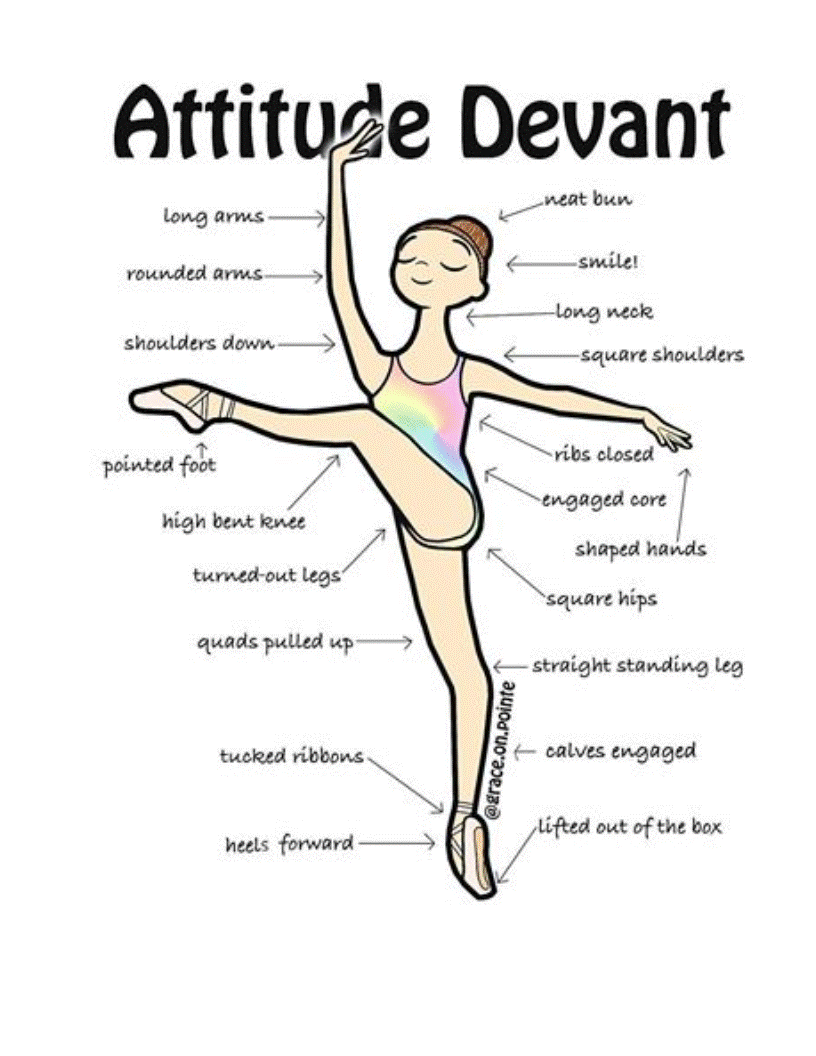 Attitude Devant
neat bun
long arms
smile!
rounded arms
long neck
shoulders down
square shoulders
ribs closed
pointed foot
engaged core
high bent knee
shaped hands
turned-out legs
square hips
quads pulled up
straight standing leg
@grace.on.pointe
calves engaged
tucked ribbons
lifted out of the box
heels forward